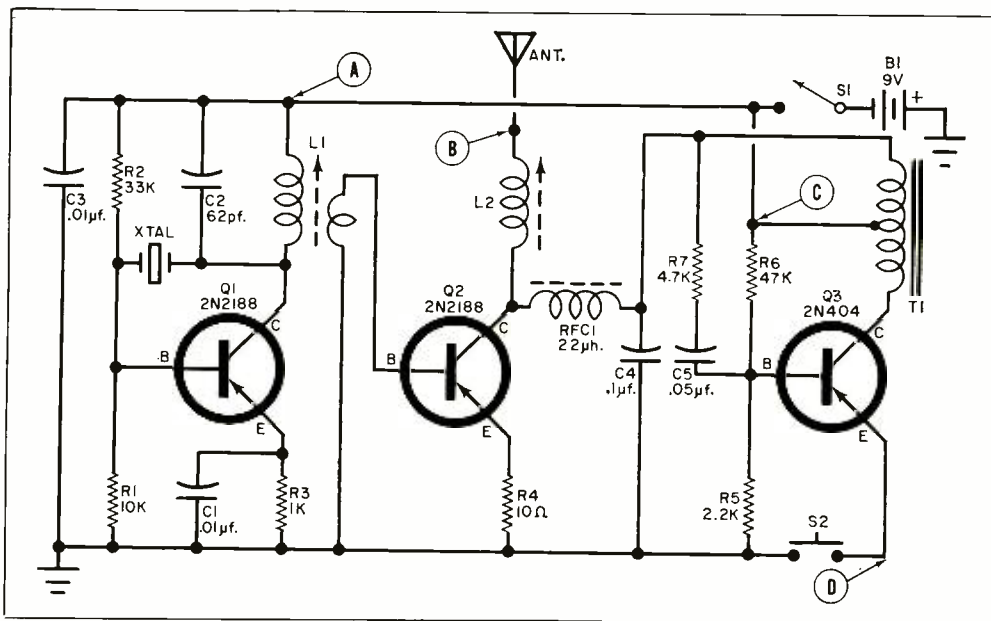 A
ANT.
B1
9V
S1
+
L1
B
R2
33K
C3
.01µf.
C2
62pf.
L2
C
XTAL
R7
4.7K
R6
47K
Q1
2N2188
Q2
2N2188
Q3
2N404
T1
C
C
C
RFC1
22µh.
B
B
B
C4
.1µf.
C5
.05µf.
E
E
E
R1
10K
C1
.01µf.
R3
1K
R4
10Ω
R5
2.2K
S2
D